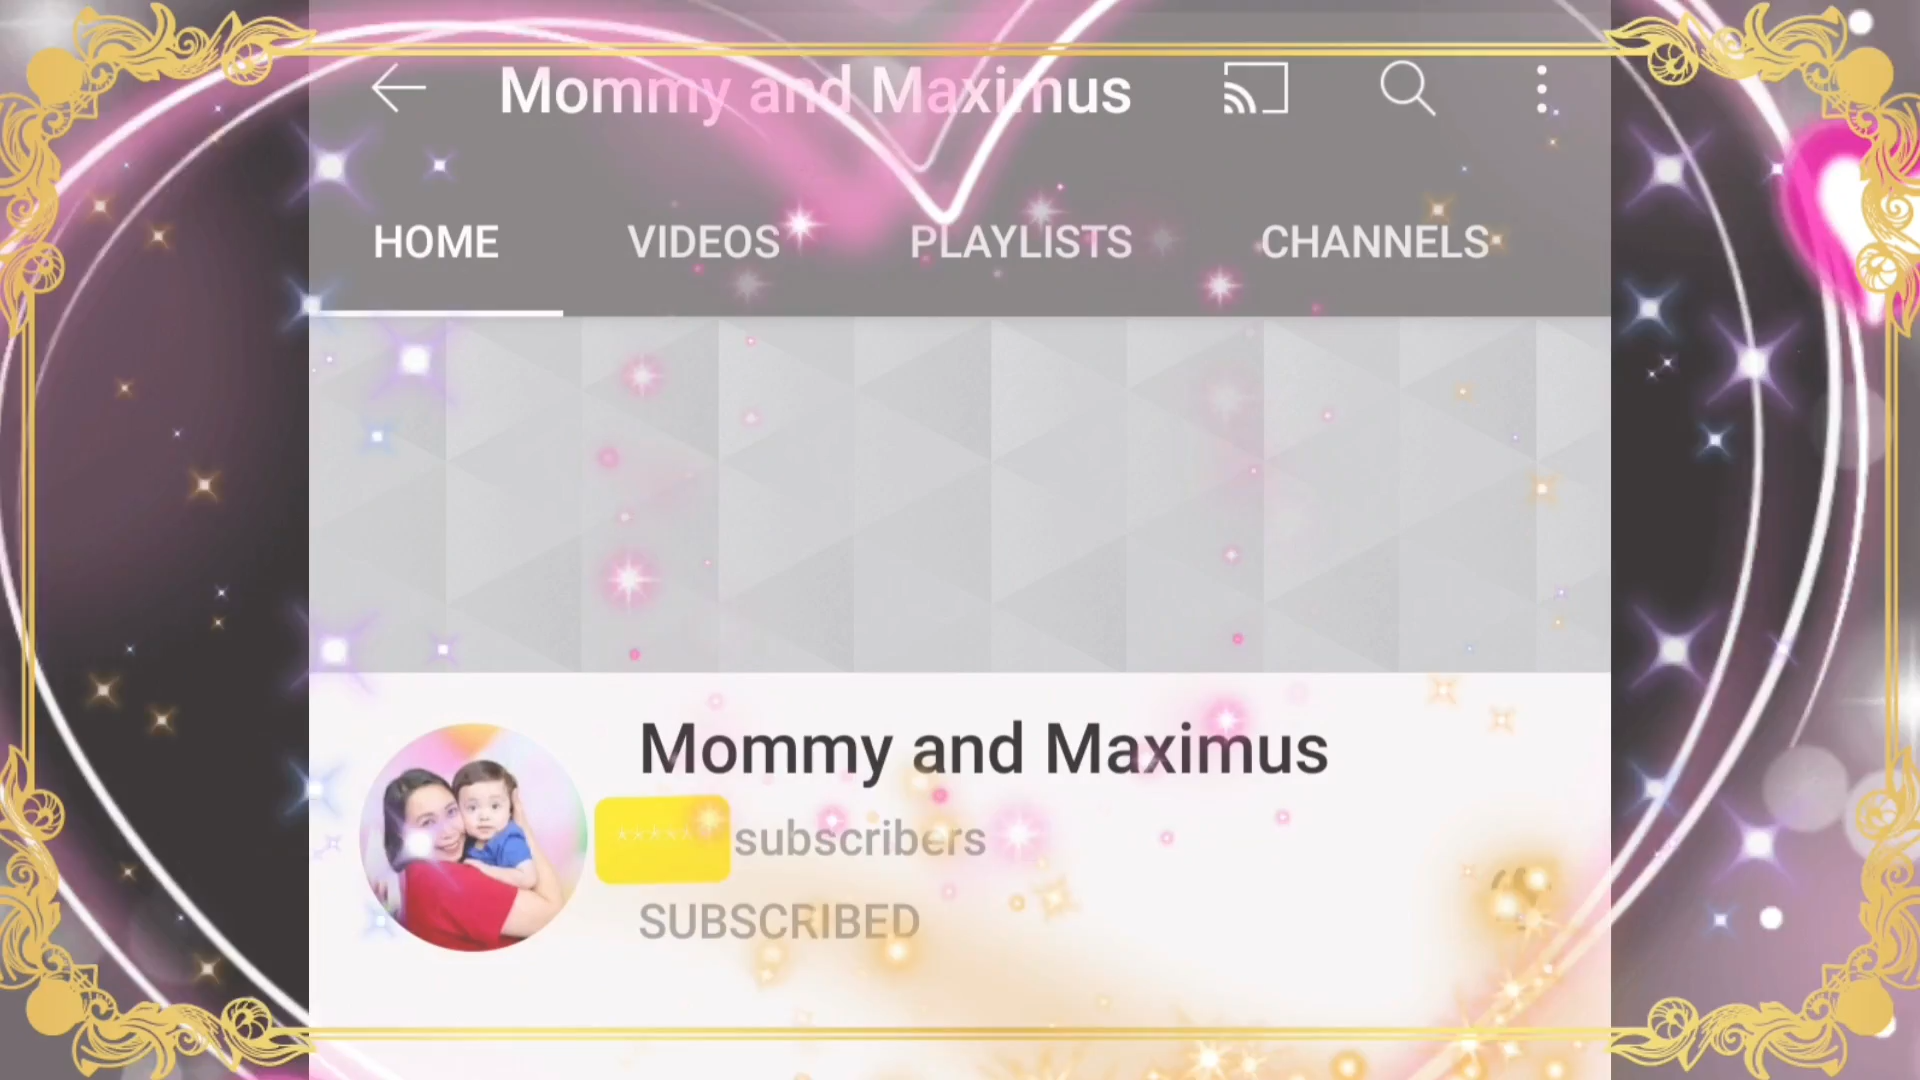 Mommy and Maximus
HOME VIDEOS PLAYLISTS CHANNELS
Mommy and Maximus
****** subscribers
SUBSCRIBED